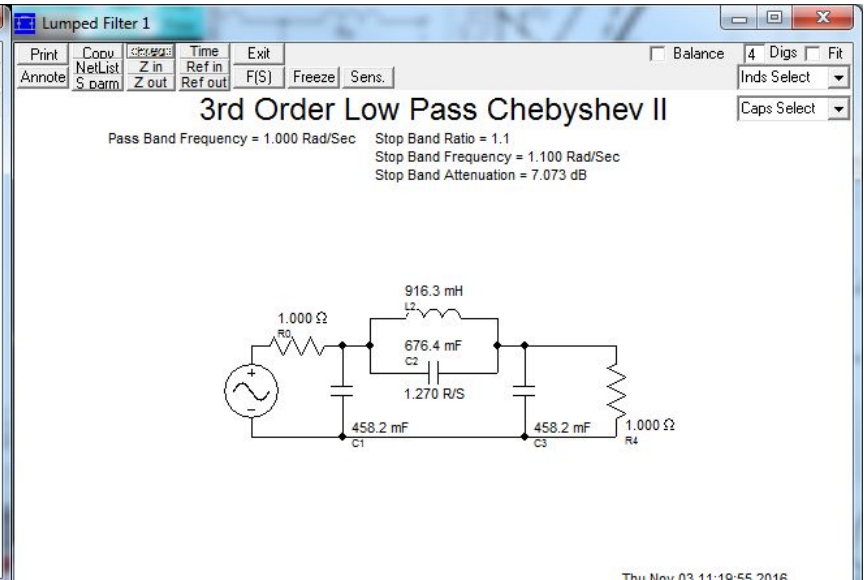 Lumped Filter 1
Print Copy Time Exit Balance 4 Digs Fit
NetList Z in Ref in
Annote S parm Z out Ref out F(S) Freeze Sens. Inds Select
Caps Select
3rd Order Low Pass Chebyshev II
Pass Band Frequency = 1.000 Rad/Sec Stop Band Ratio = 1.1
Stop Band Frequency = 1.100 Rad/Sec
Stop Band Attenuation = 7.073 dB
916.3 mH
L2
1.000 Ω
R0
676.4 mF
C2
1.270 R/S
458.2 mF
C1
458.2 mF
C3
1.000 Ω
R4
Thu Nov 03 11:19:55 2016